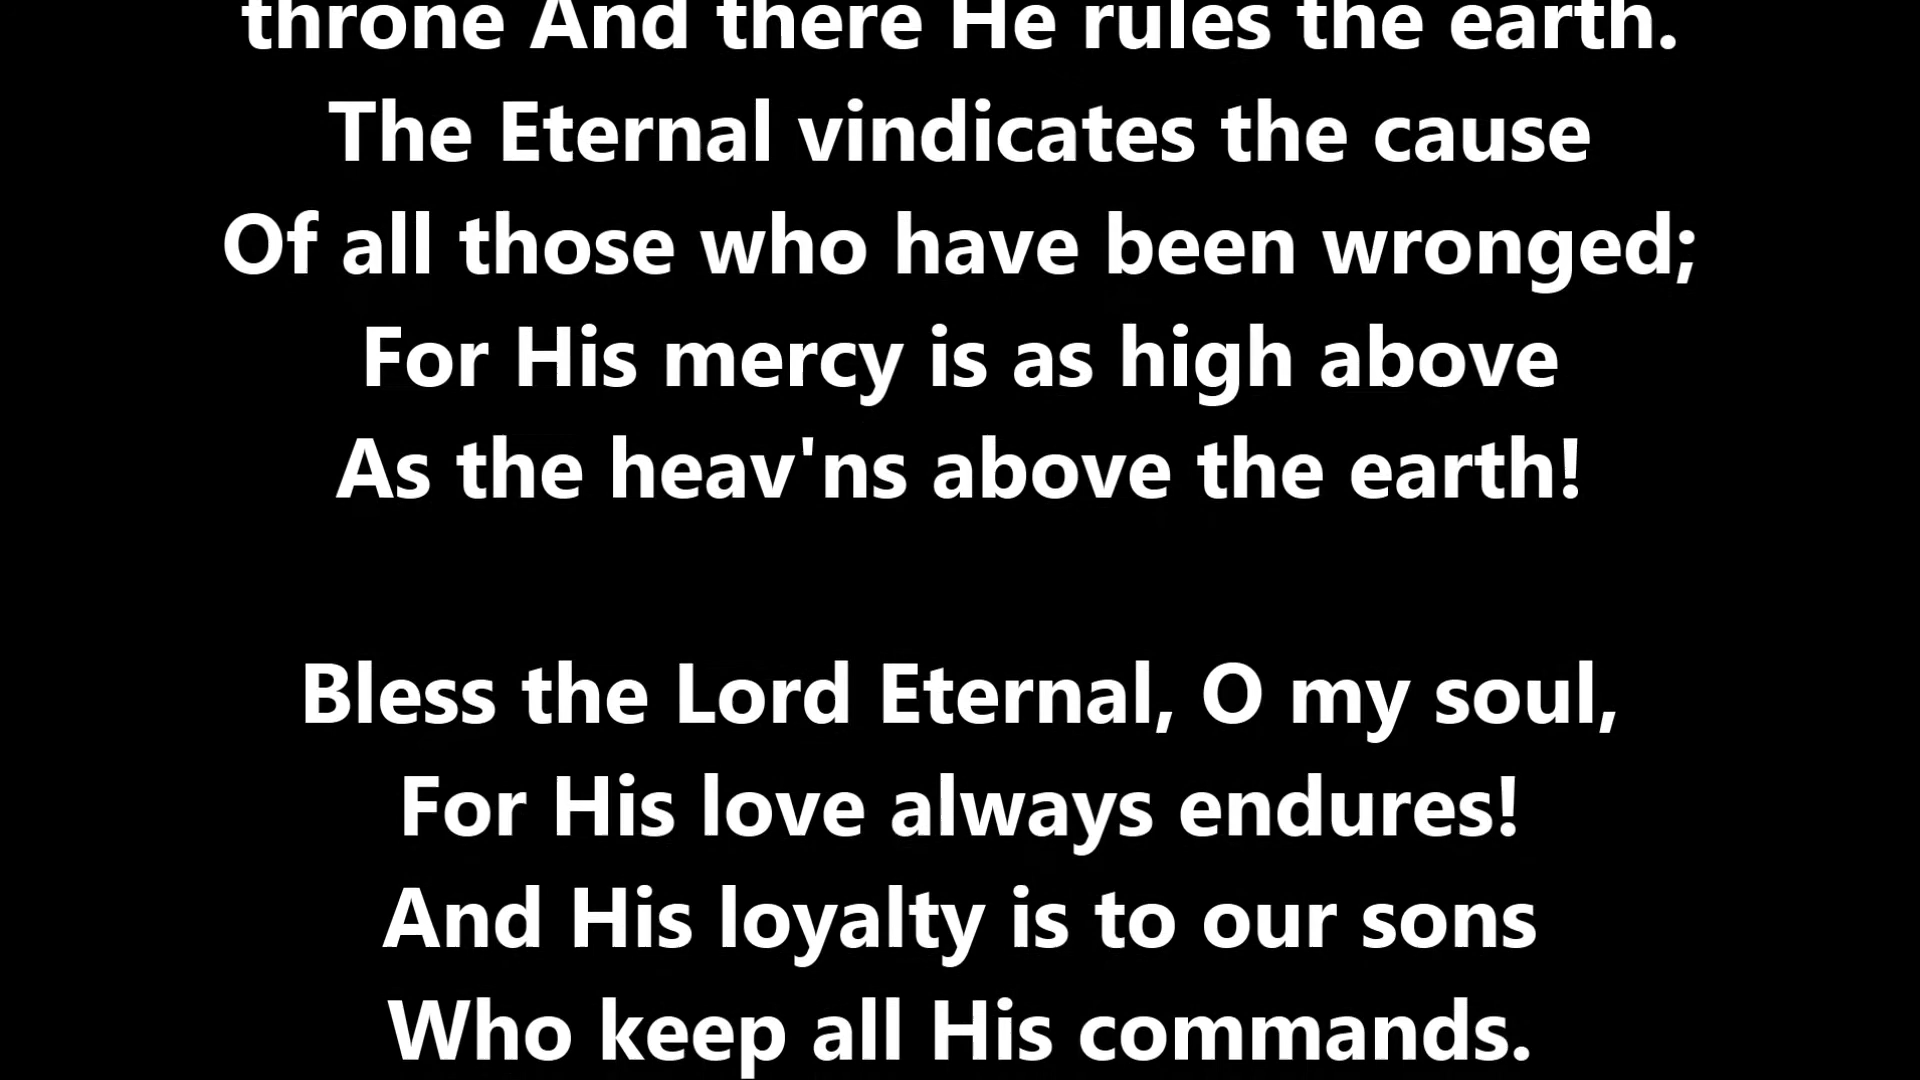 throne And there He rules the earth.
The Eternal vindicates the cause
Of all those who have been wronged;
For His mercy is as high above
As the heav'ns above the earth!
Bless the Lord Eternal, O my soul,
For His love always endures!
And His loyalty is to our sons
Who keep all His commands.